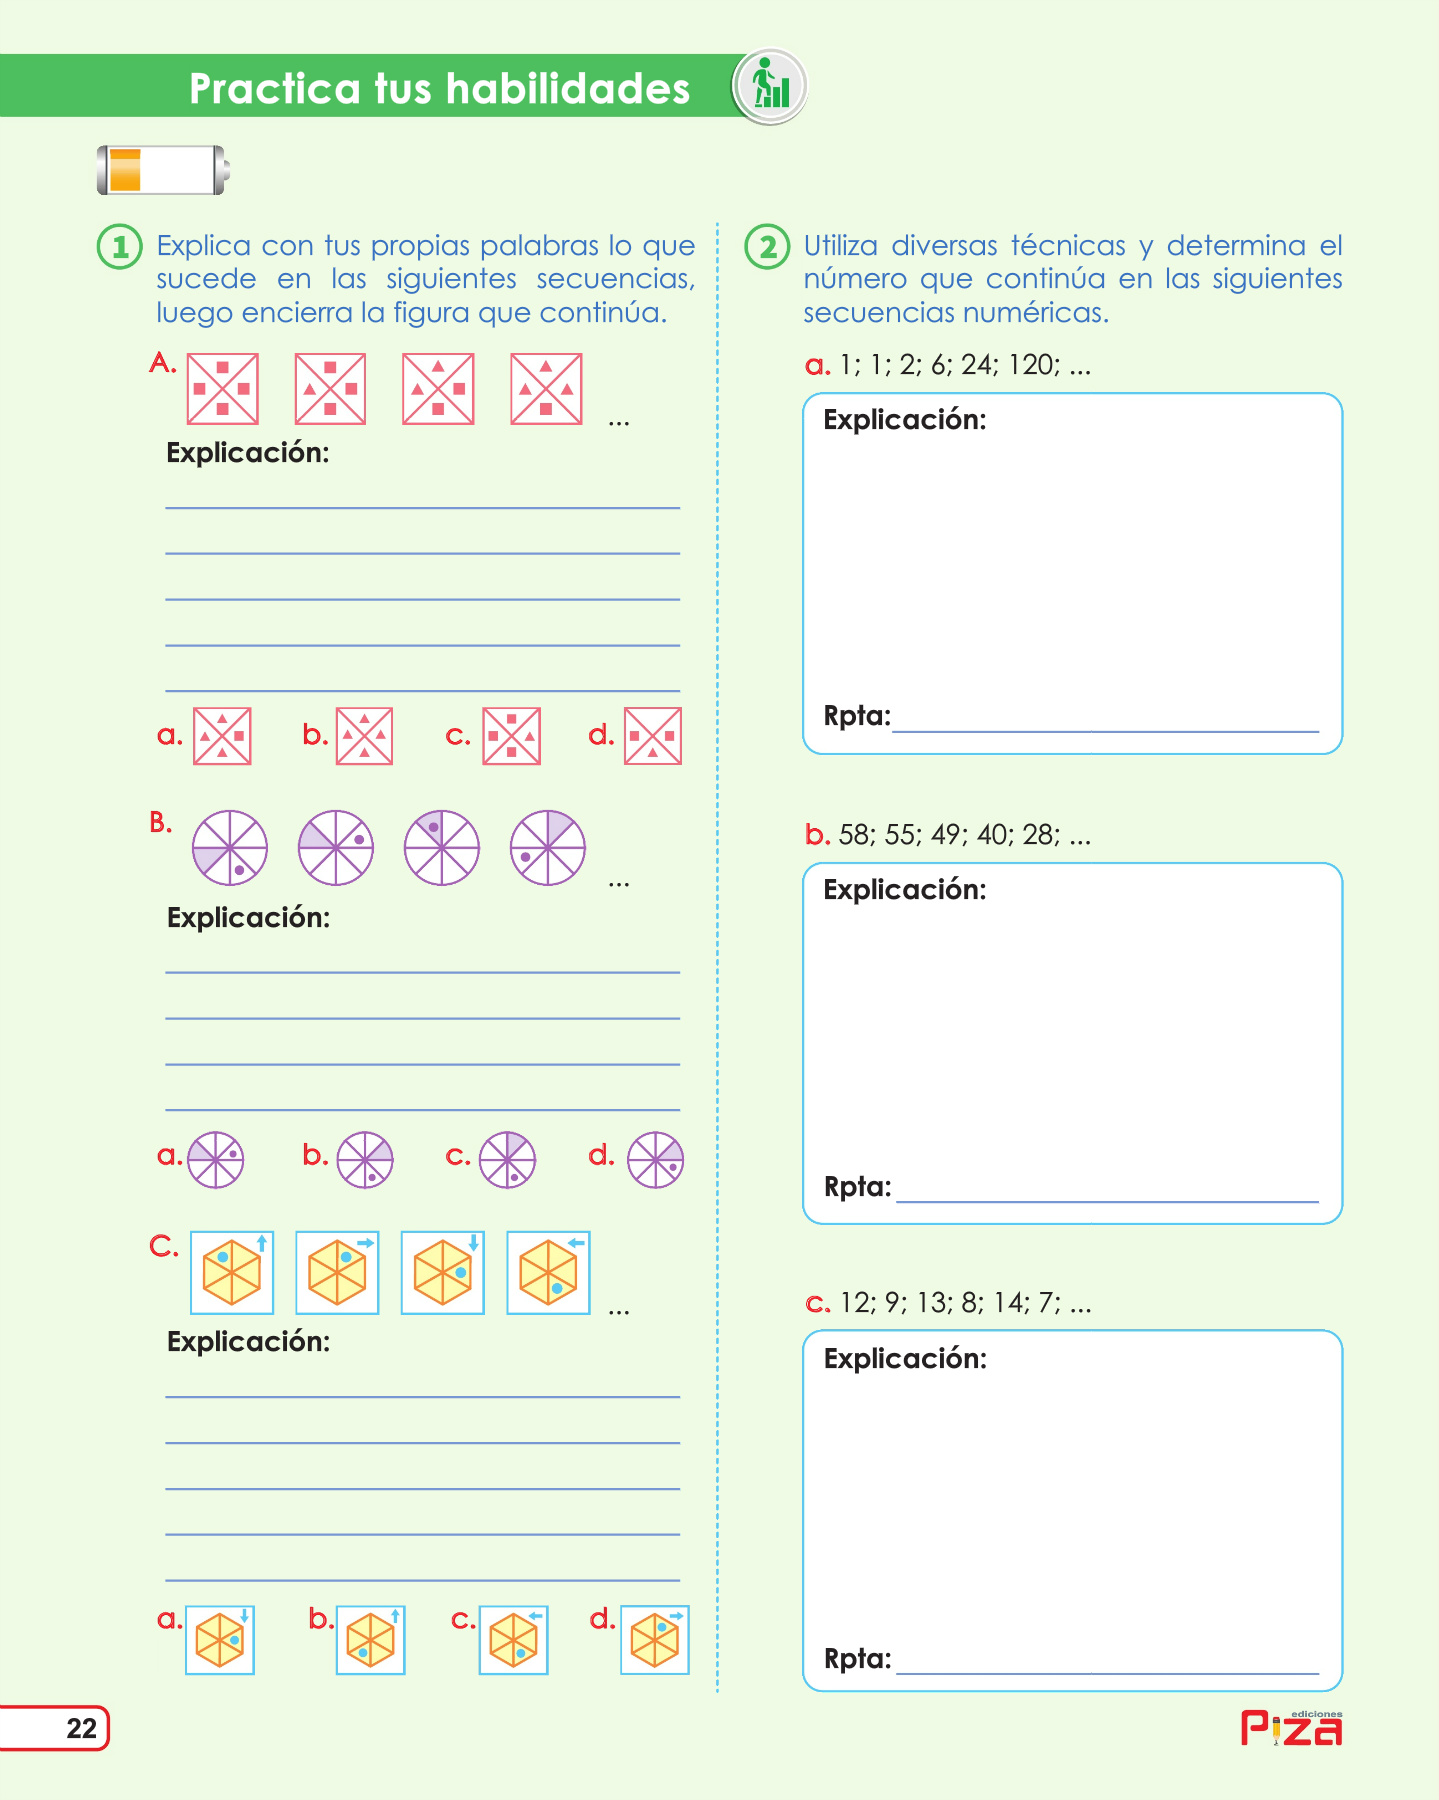 Practica tus habilidades
1 Explica con tus propias palabras lo que
sucede en las siguientes secuencias,
luego encierra la figura que continúa.
A.
...
Explicación:
a. b. c. d.
B.
...
Explicación:
a. b. c. d.
C.
...
Explicación:
a. b. c. d.
2 Utiliza diversas técnicas y determina el
número que continúa en las siguientes
secuencias numéricas.
a. 1; 1; 2; 6; 24; 120; ...
Explicación:
Rpta:
b. 58; 55; 49; 40; 28; ...
Explicación:
Rpta:
c. 12; 9; 13; 8; 14; 7; ...
Explicación:
Rpta:
22
ediciones
Piza